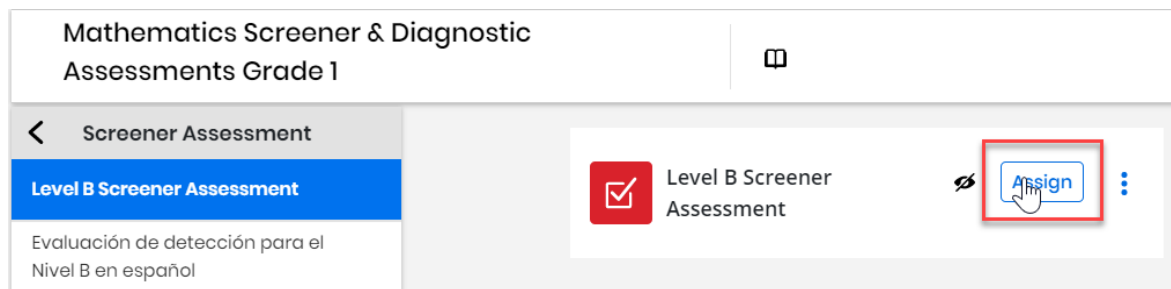 Mathematics Screener & Diagnostic
Assessments Grade 1
Screener Assessment
Level B Screener Assessment
Evaluación de detección para el
Nivel B en español
Level B Screener
Assessment
Assign